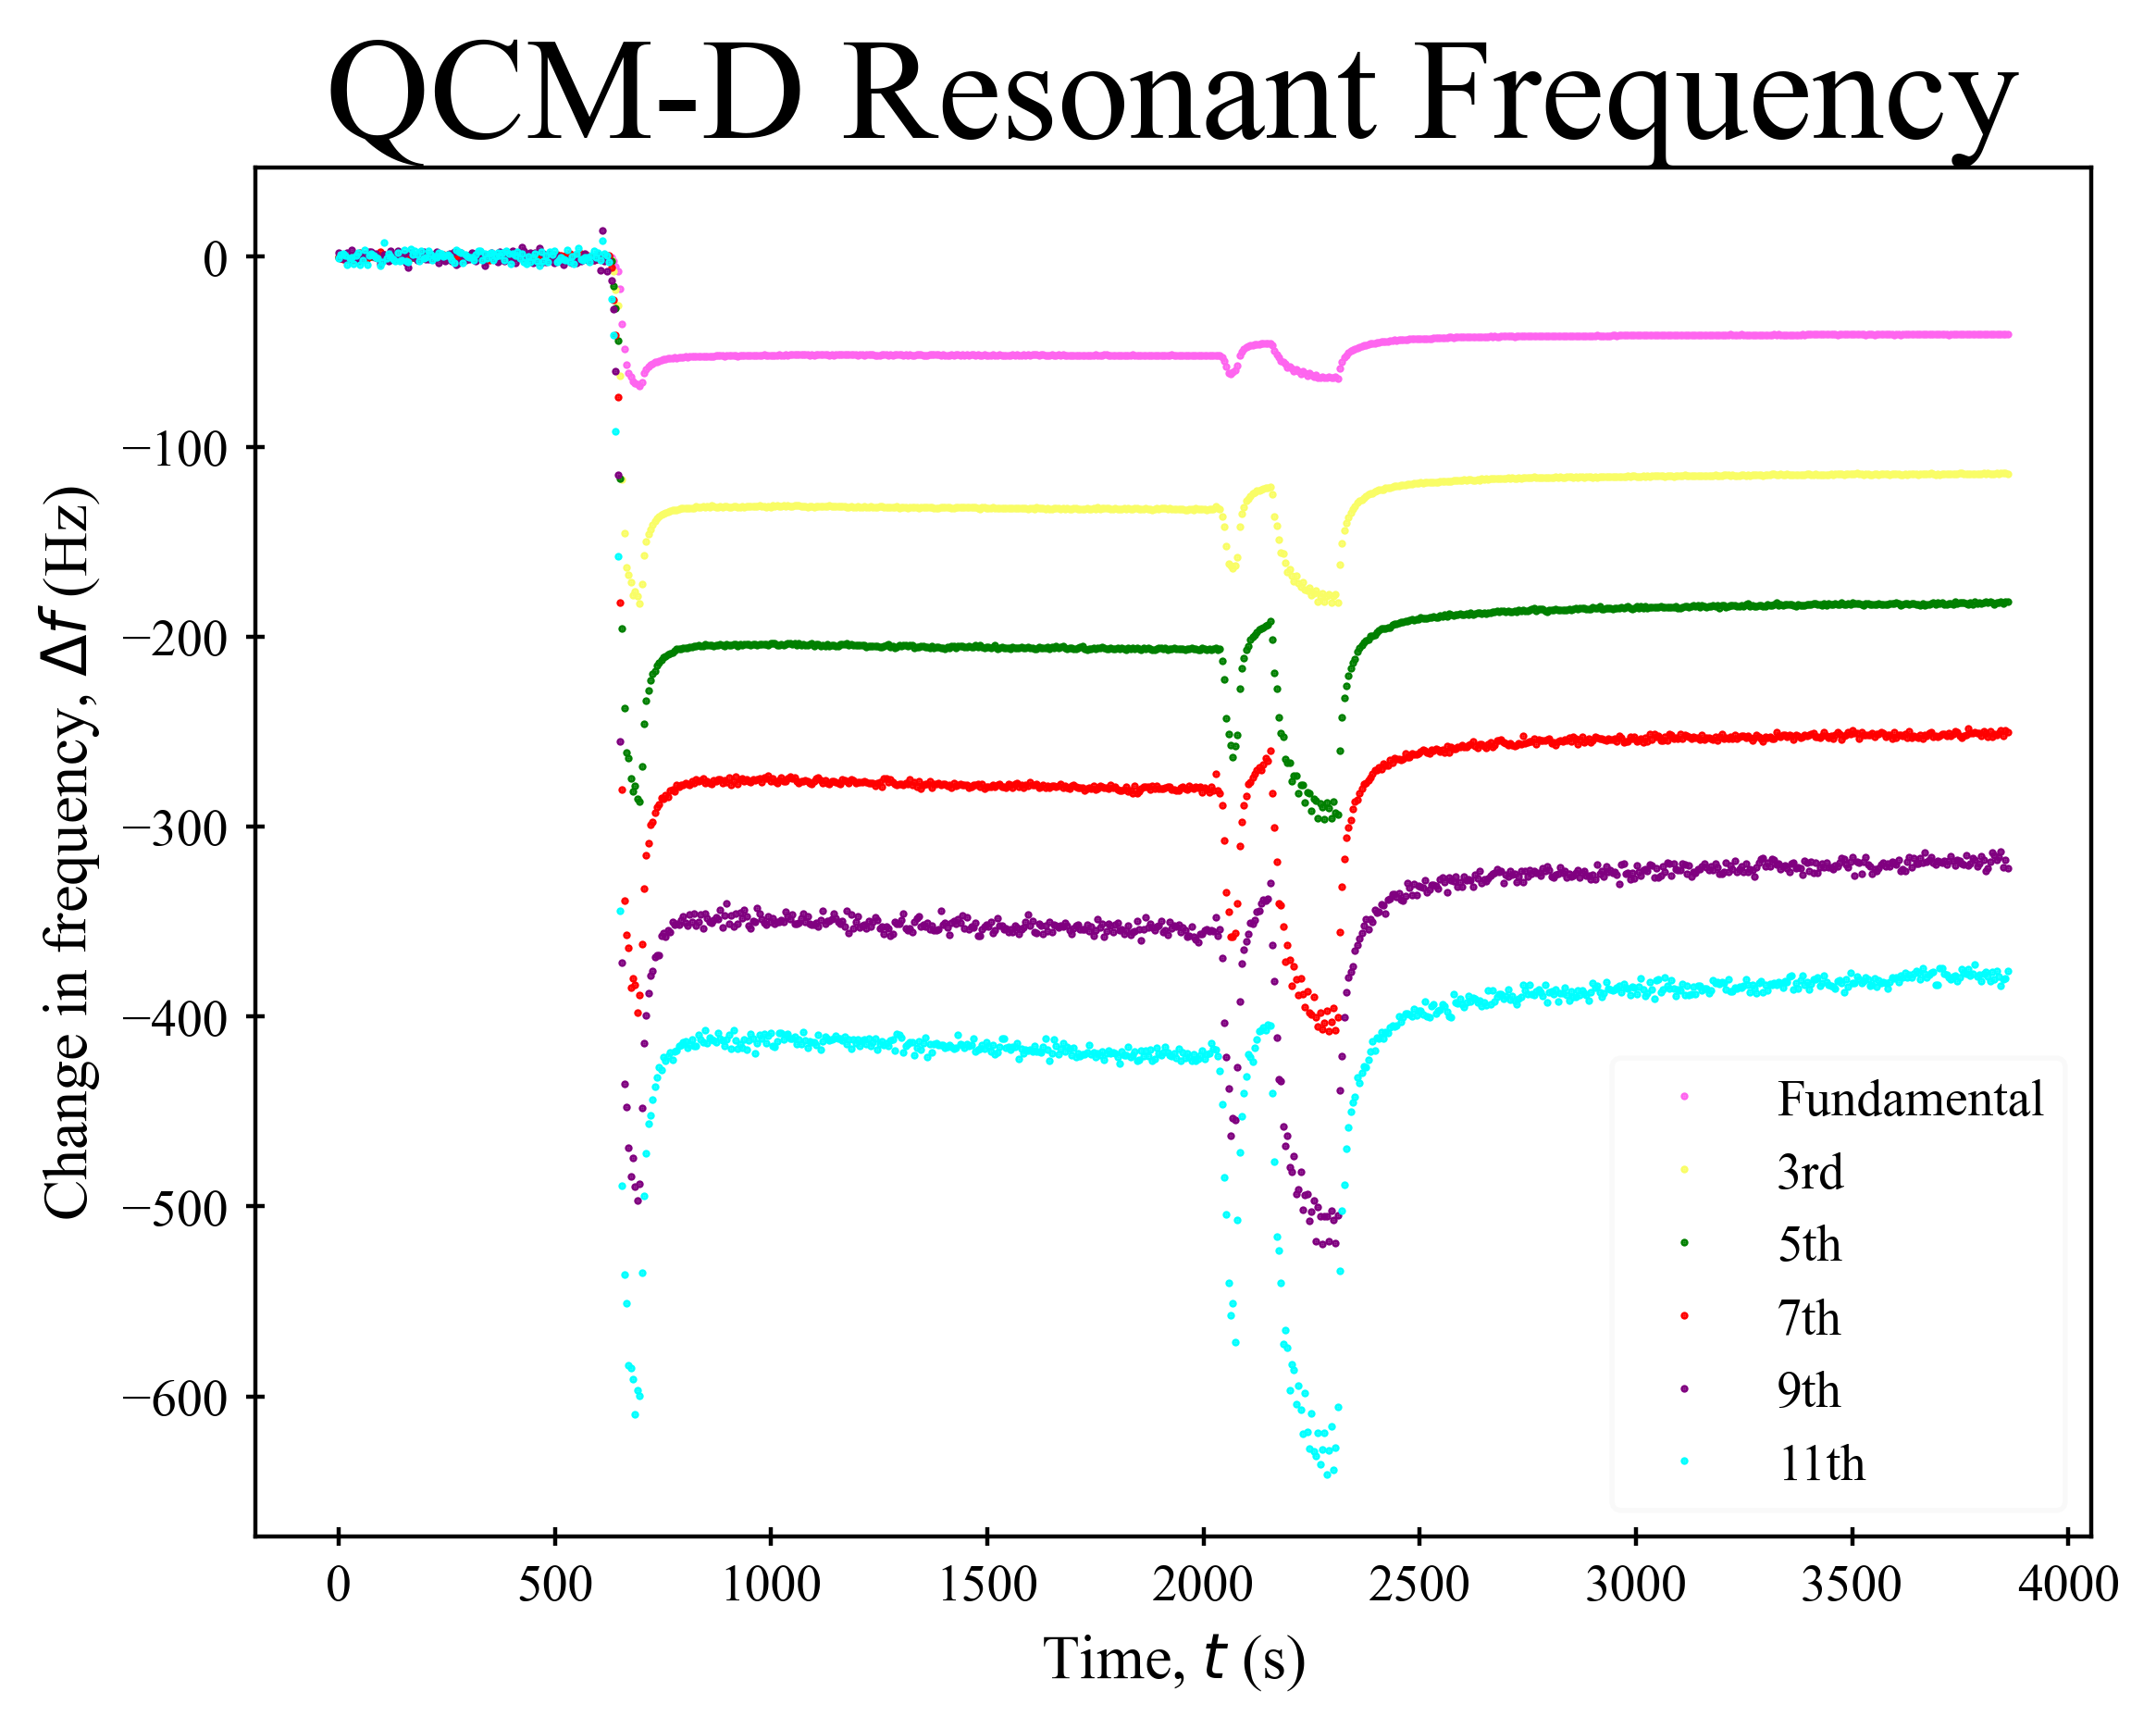 QCM-D Resonant Frequency
Change in frequency, Δf (Hz)
0
−100
−200
−300
−400
−500
−600
Fundamental
3rd
5th
7th
9th
11th
0 500 1000 1500 2000 2500 3000 3500 4000
Time, t (s)